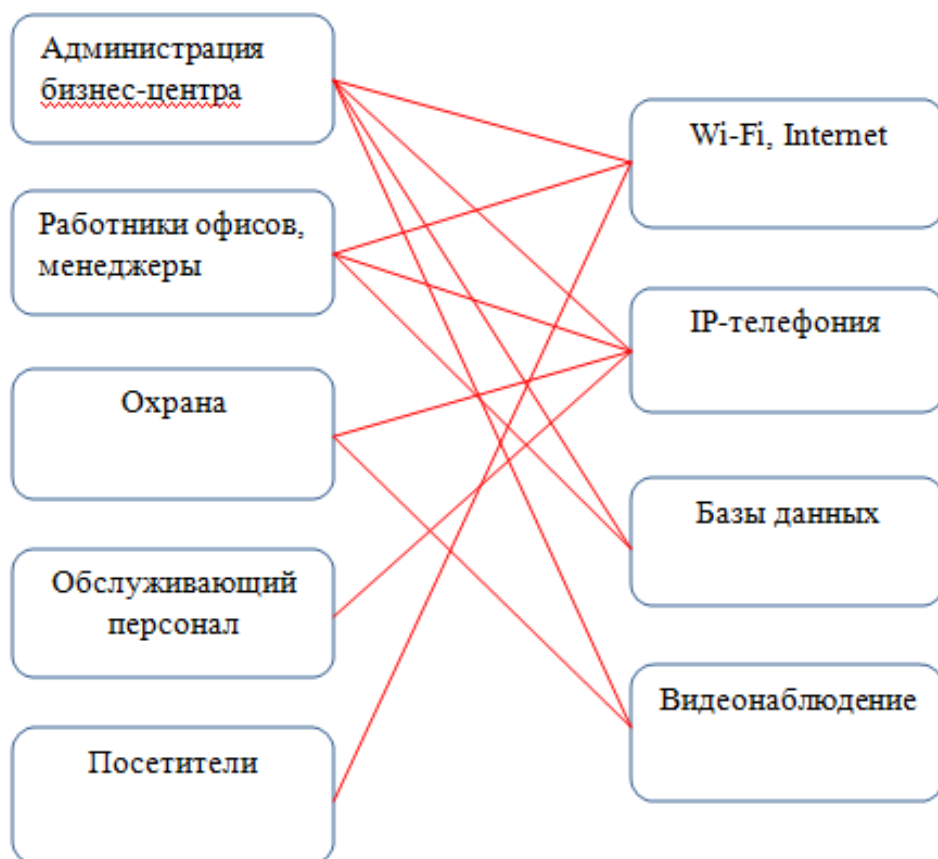 Администрация
бизнес-центра
Работники офисов,
менеджеры
Охрана
Обслуживающий
персонал
Посетители
Wi-Fi, Internet
IP-телефония
Базы данных
Видеонаблюдение